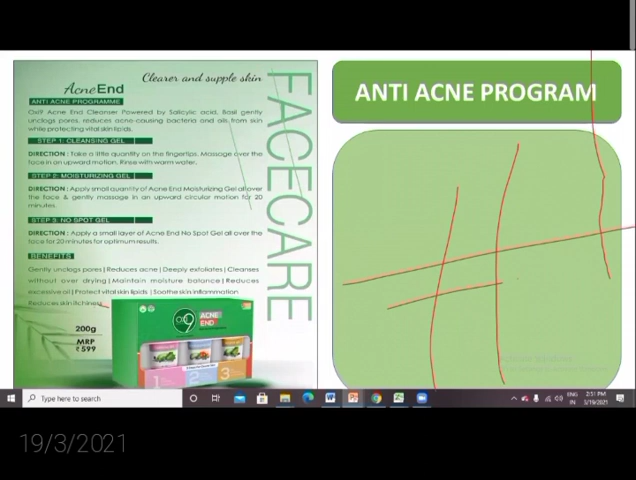 Clearer and supple skin
AcneEnd
ANTI ACNE PROGRAMME
Oxi9 Acne Cleanser Powered by Salicylic acid, Basil gently
unclogs pores, reduces acne-causing bacteria and oils from skin
while protecting vital skin lipids.
STEP 1: CLEANSING GEL
DIRECTION : Take a little quantity on the fingertips. Massage over the
face in an upward motion. Rinse with warm water.
STEP 2: MOISTURIZING GEL
DIRECTION : Apply small quantity of Acne End Moisturizing Gel all over
the face & gently massage in an upward circular motion for 20
minutes.
STEP 3: NO SPOT GEL
DIRECTION : Apply a small layer of Acne End No Spot Gel all over the
face for 20 minutes for optimum results.
BENEFITS
Gently unclogs pores | Reduces acne | Deeply exfoliates | Cleanses
without over drying | Maintain moisture balance | Reduces
excessive oil | Protect vital skin lipids | Soothe skin inflammation
Reduces skin itchiness
200g
MRP
₹ 599
ACNE
END
1 2 3
FACECARE
ANTI ACNE PROGRAM
Type here to search
ENG
IN
2:51 PM
3/19/2021
19/3/2021